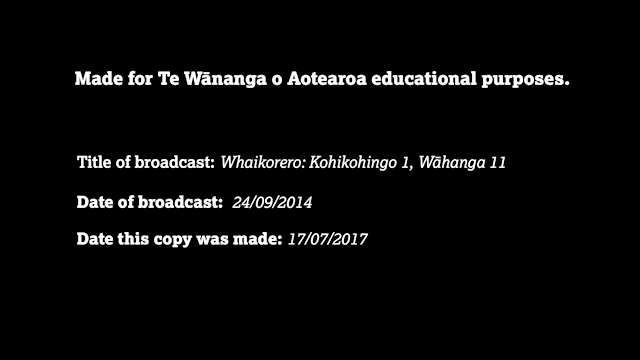 Made for Te Wānanga o Aotearoa educational purposes.
Title of broadcast: Whaikorero: Kohikohingo 1, Wāhanga 11
Date of broadcast: 24/09/2014
Date this copy was made: 17/07/2017